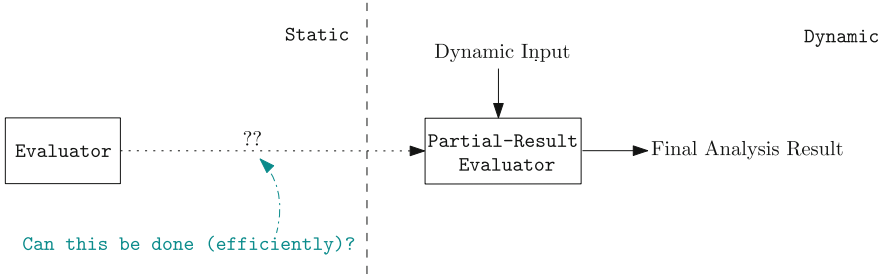 Static
Dynamic
Dynamic Input
??
Evaluator
Partial-Result
Evaluator
Final Analysis Result
Can this be done (efficiently)?